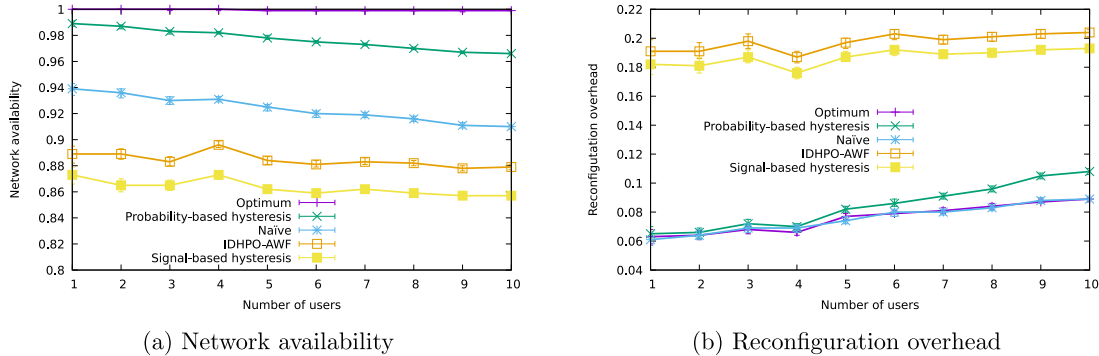 1
0.98
0.96
0.94
0.92
0.9
0.88
0.86
0.84
0.82
0.8
Network availability
Optimum
Probability-based hysteresis
Naïve
IDHPO-AWF
Signal-based hysteresis
1 2 3 4 5 6 7 8 9 10
Number of users
(a) Network availability
0.22
0.2
0.18
0.16
0.14
0.12
0.1
0.08
0.06
0.04
Reconfigutation overhead
Optimum
Probability-based hysteresis
Naïve
IDHPO-AWF
Signal-based hysteresis
1 2 3 4 5 6 7 8 9 10
Number of users
(b) Reconfiguration overhead